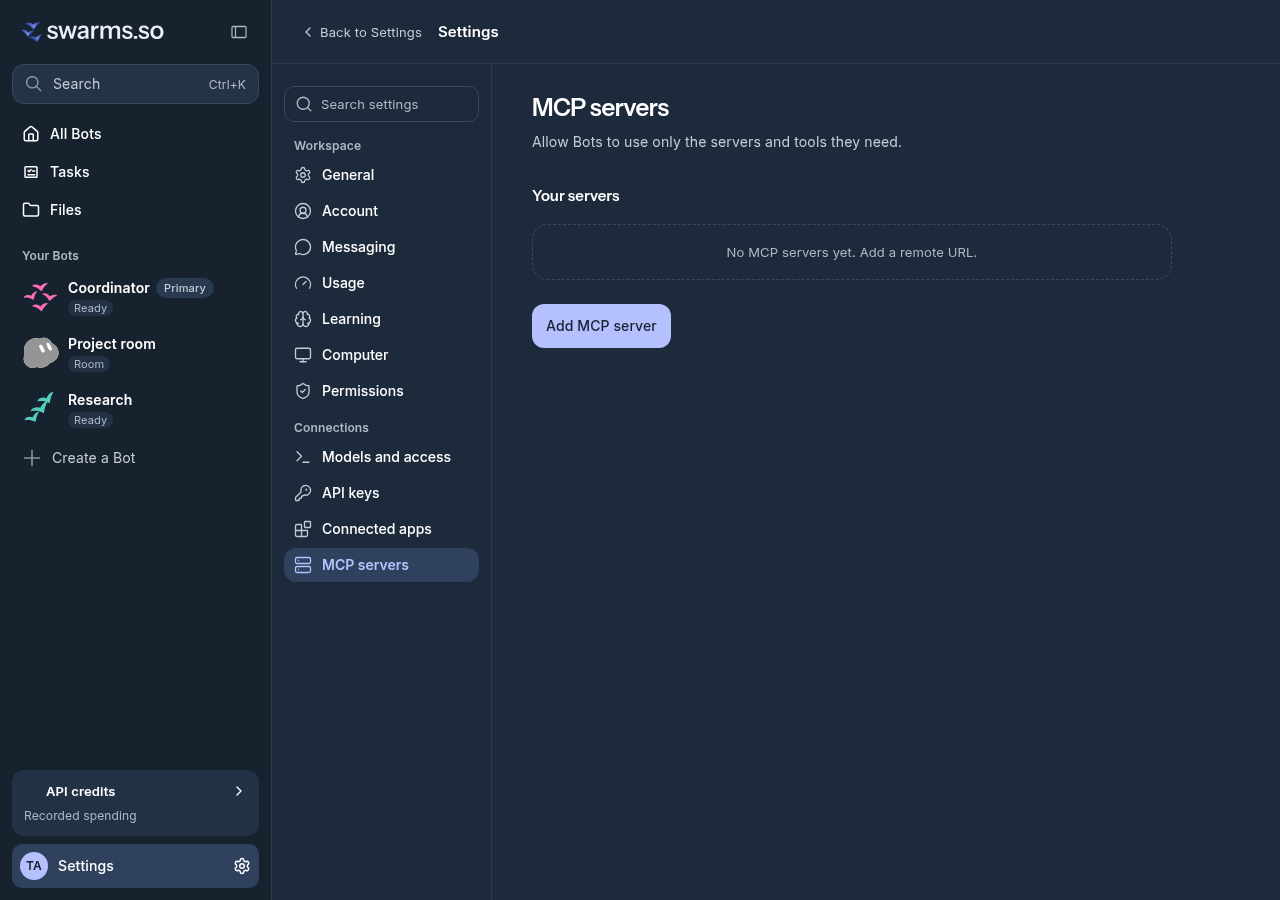 swarms.so
Search Ctrl+K
All Bots
Tasks
Files
Your Bots
Coordinator Primary
Ready
Project room
Room
Research
Ready
Create a Bot
API credits
Recorded spending
TA Settings
Back to Settings Settings
Search settings
Workspace
General
Account
Messaging
Usage
Learning
Computer
Permissions
Connections
Models and access
API keys
Connected apps
MCP servers
MCP servers
Allow Bots to use only the servers and tools they need.
Your servers
No MCP servers yet. Add a remote URL.
Add MCP server